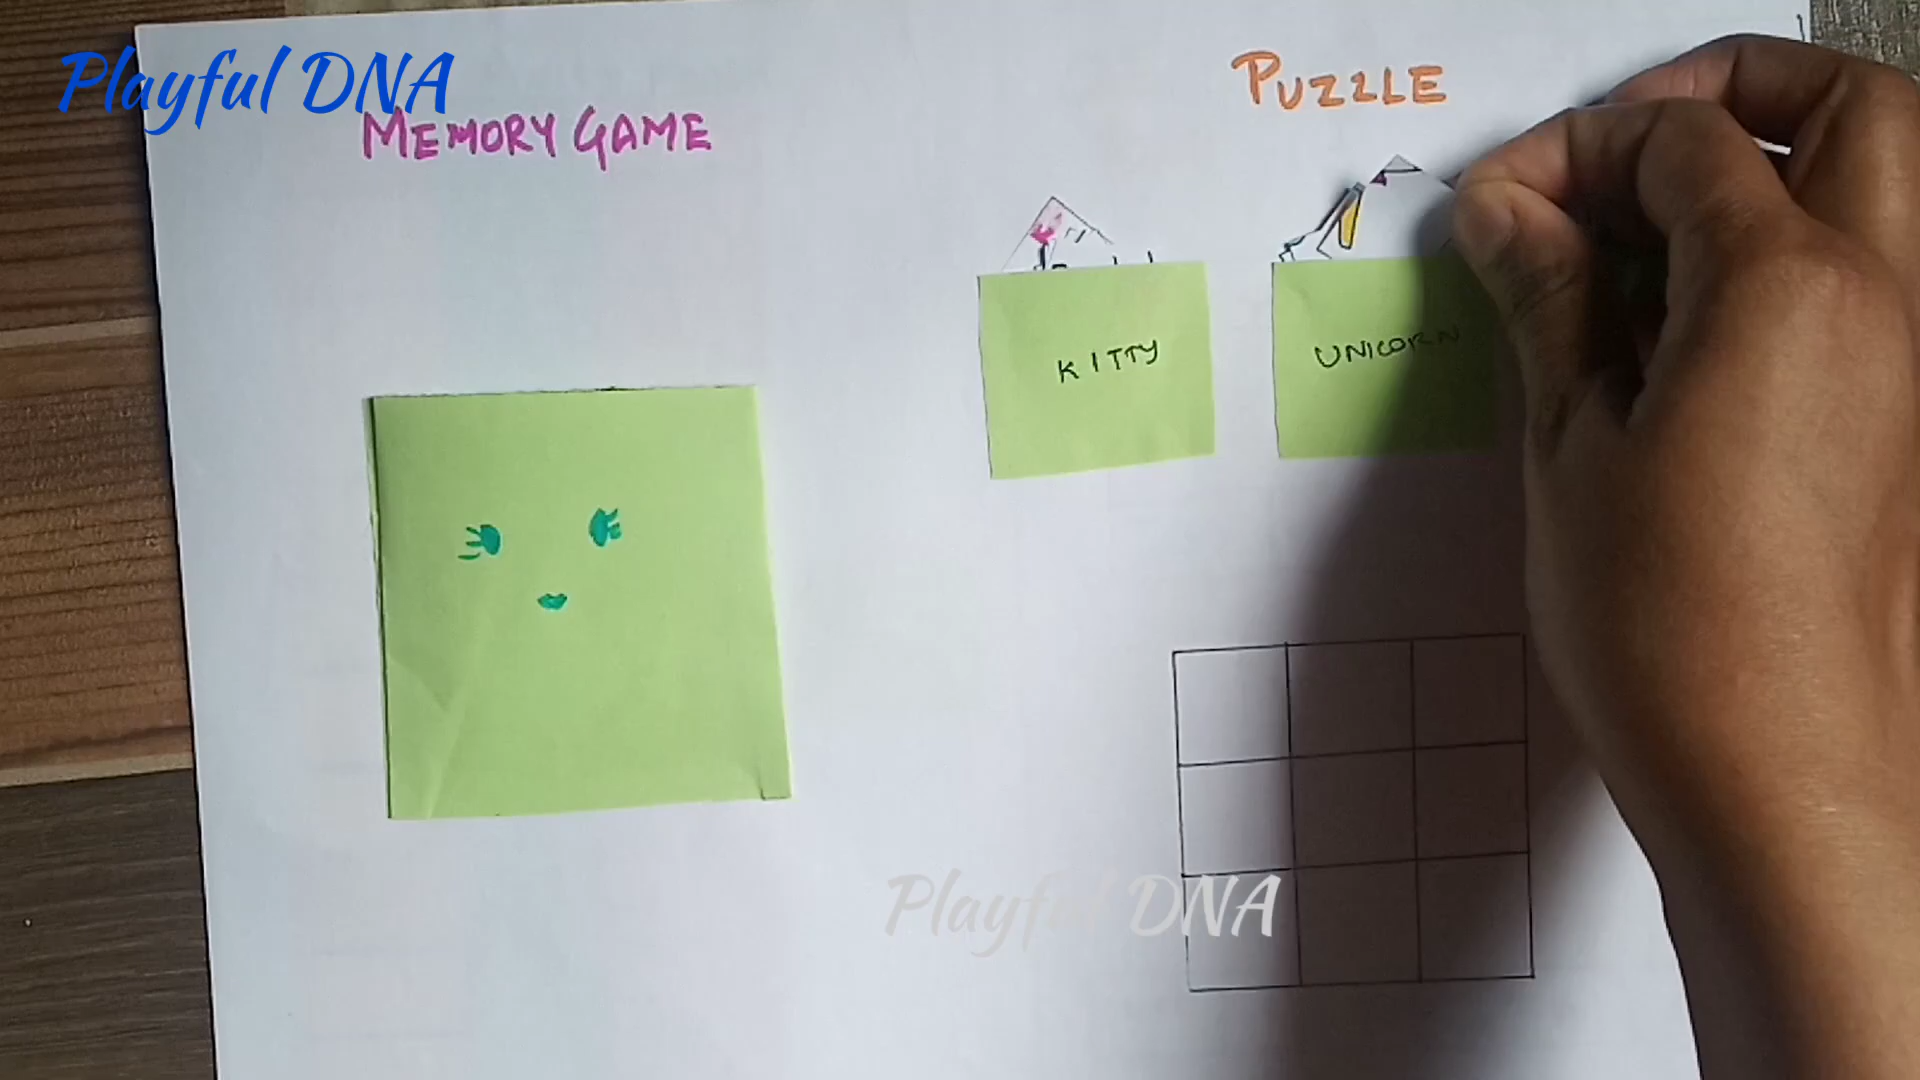 Playful DNA
MEMORY GAME
PUZZLE
KITTY
UNICORN
Playful DNA